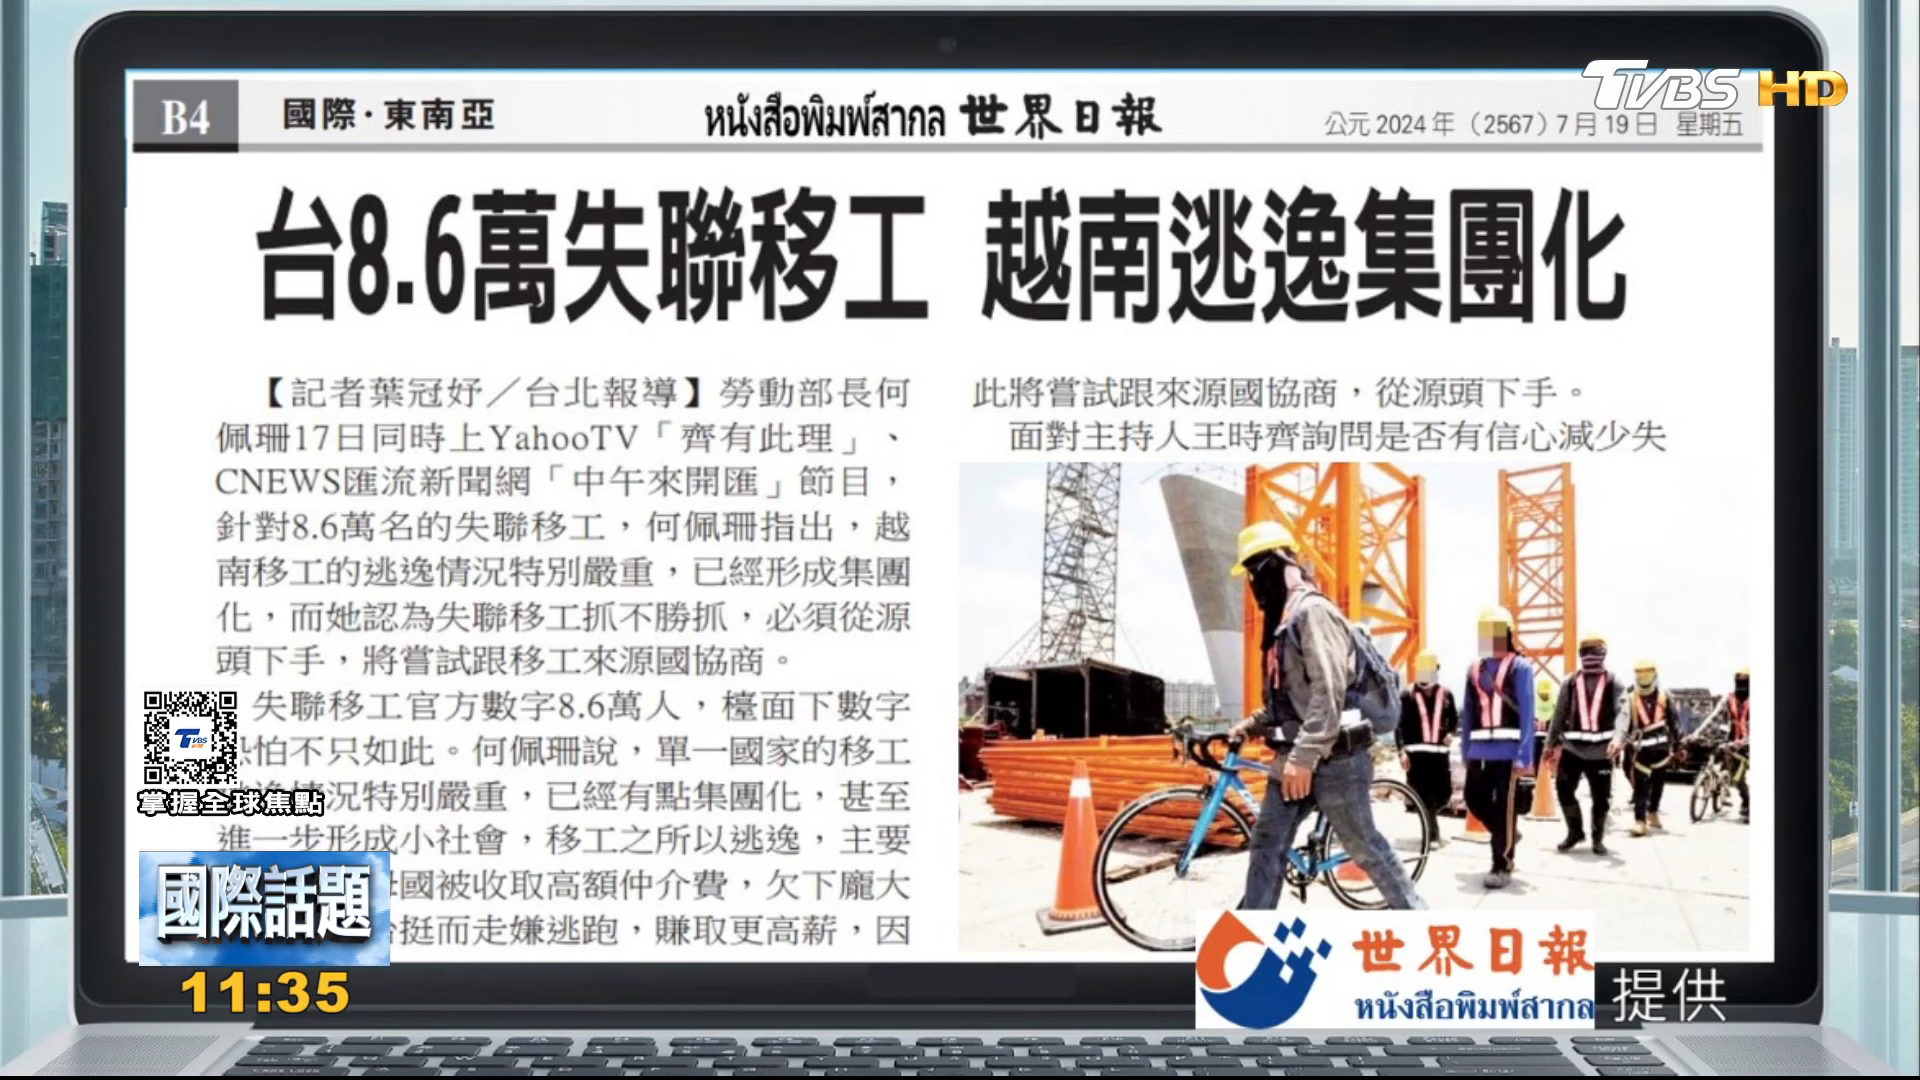 TVBS HD
B4
國際·東南亞
หนังสือพิมพ์สากล 世界日報
公元 2024 年（2567）7 月 19 日 星期五
台8.6萬失聯移工 越南逃逸集團化
【記者葉冠妤／台北報導】勞動部長何
佩珊17日同時上YahooTV「齊有此理」、
CNEWS匯流新聞網「中午來開匯」節目，
針對8.6萬名的失聯移工，何佩珊指出，越
南移工的逃逸情況特別嚴重，已經形成集團
化，而她認為失聯移工抓不勝抓，必須從源
頭下手，將嘗試跟移工來源國協商。
失聯移工官方數字8.6萬人，檯面下數字
怕不只如此。何佩珊說，單一國家的移工
況特別嚴重，已經有點集團化，甚至
進一步形成小社會，移工之所以逃逸，主要
國被收取高額仲介費，欠下龐大
挺而走嫌逃跑，賺取更高薪，因
此將嘗試跟來源國協商，從源頭下手。
面對主持人王時齊詢問是否有信心減少失
TVBS
掌握全球焦點
國際話題
11:35
世界日報
หนังสือพิมพ์สากล
提供